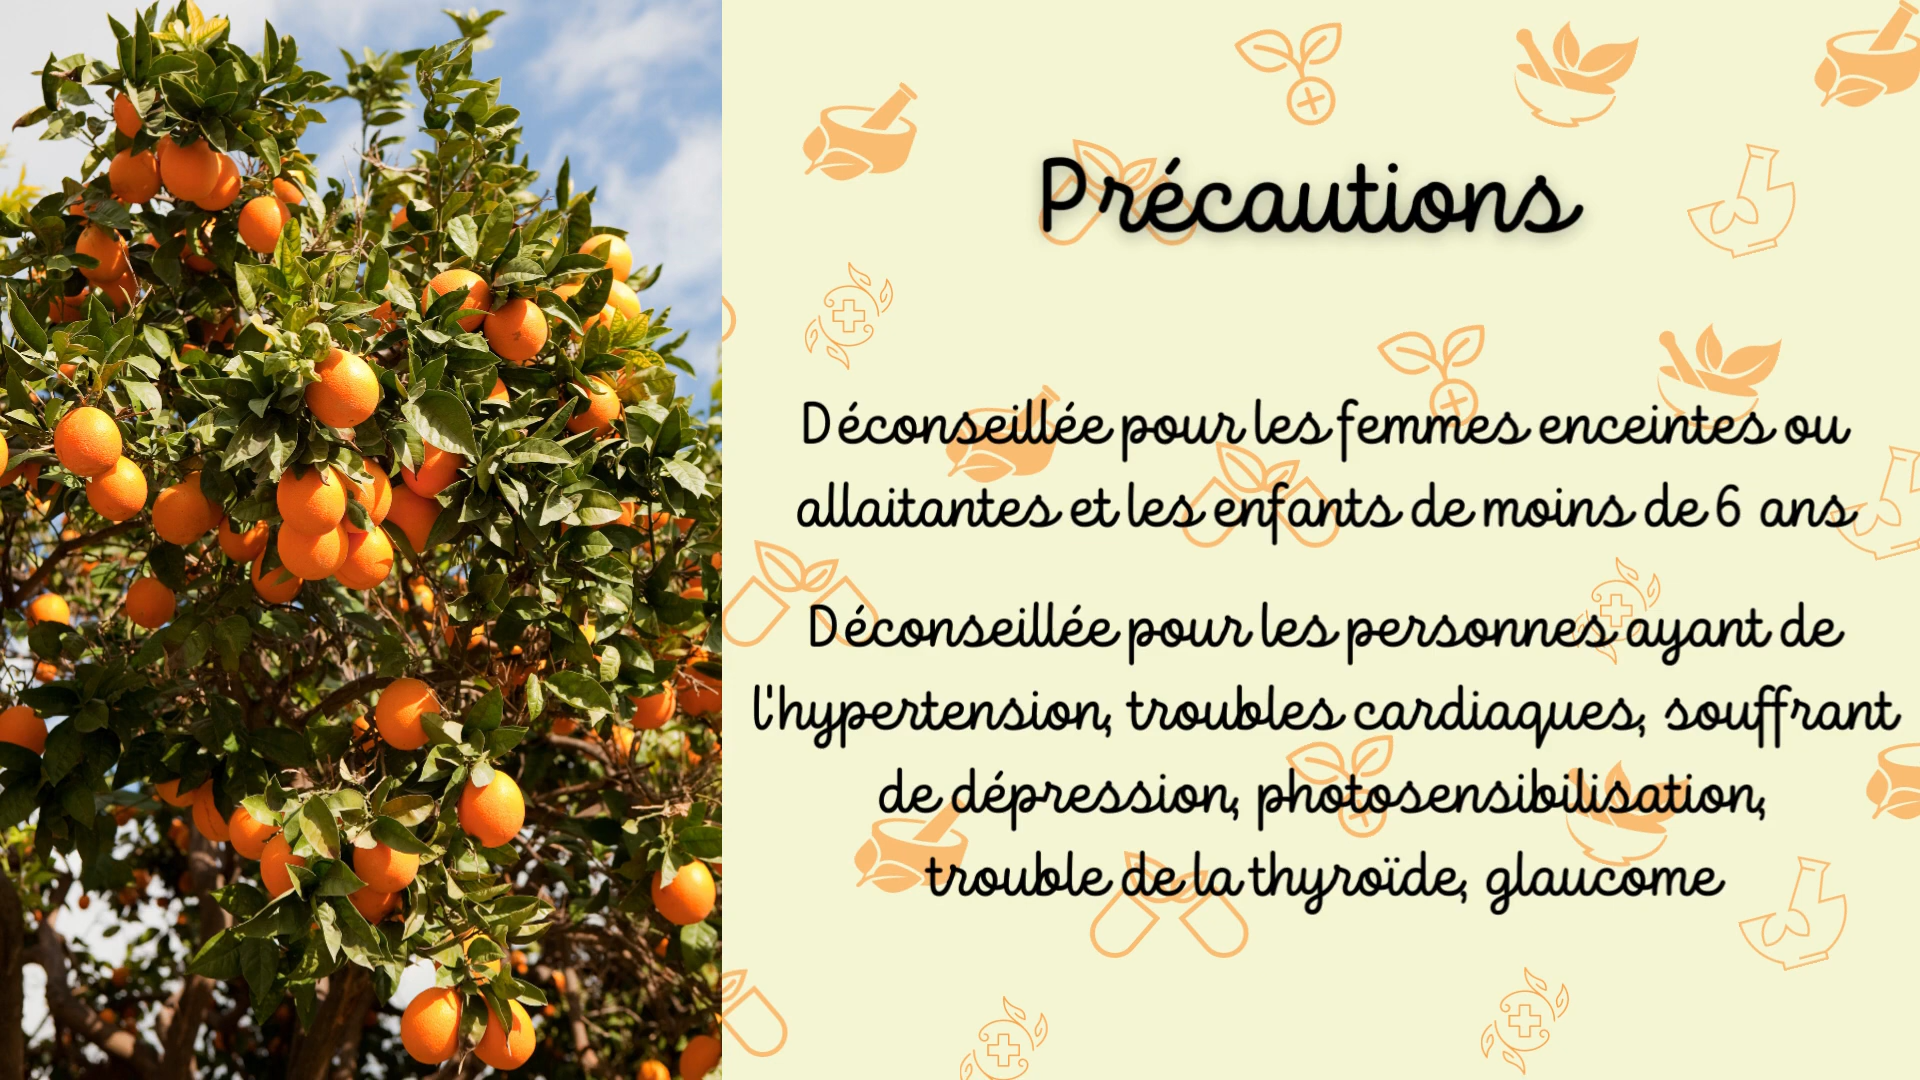 Précautions
Déconseillée pour les femmes enceintes ou
allaitantes et les enfants de moins de 6 ans
Déconseillée pour les personnes ayant de
l'hypertension, troubles cardiaques, souffrant
de dépression, photosensibilisation,
trouble de la thyroïde, glaucome